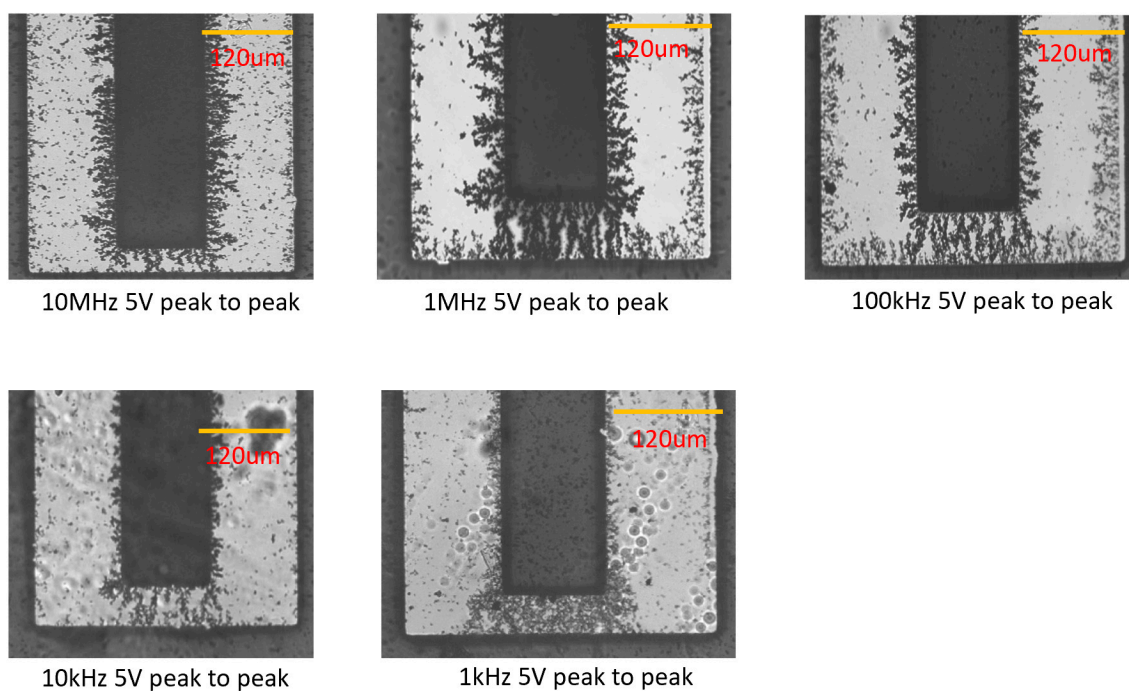 120um
120um
120um
10MHz 5V peak to peak
1MHz 5V peak to peak
100kHz 5V peak to peak
120um
120um
10kHz 5V peak to peak
1kHz 5V peak to peak